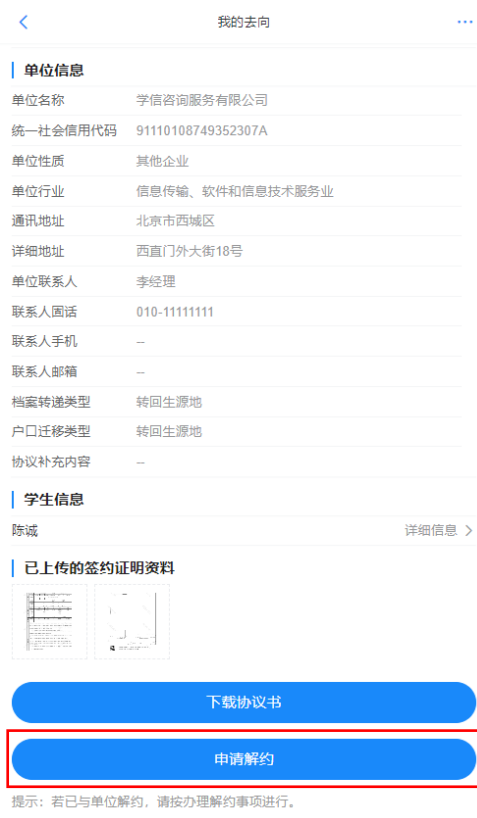 我的去向
单位信息
单位名称 学信咨询服务有限公司
统一社会信用代码 91110108749352307A
单位性质 其他企业
单位行业 信息传输、软件和信息技术服务业
通讯地址 北京市西城区
详细地址 西直门外大街18号
单位联系人 李经理
联系人固话 010-11111111
联系人手机 --
联系人邮箱 --
档案转递类型 转回生源地
户口迁移类型 转回生源地
协议补充内容 --
学生信息
陈诚 详细信息
已上传的签约证明资料
下载协议书
申请解约
提示：若已与单位解约，请按办理解约事项进行。